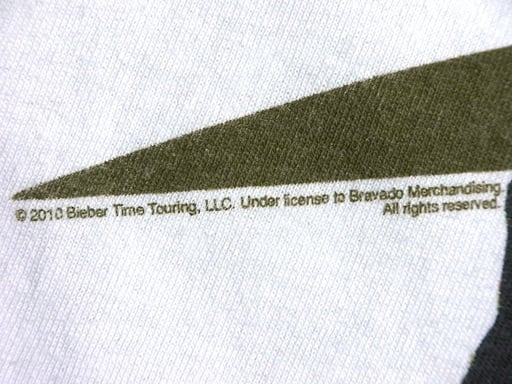 © 2010 Bieber Time Touring, LLC. Under license to Bravado Merchandising.
All rights reserved.